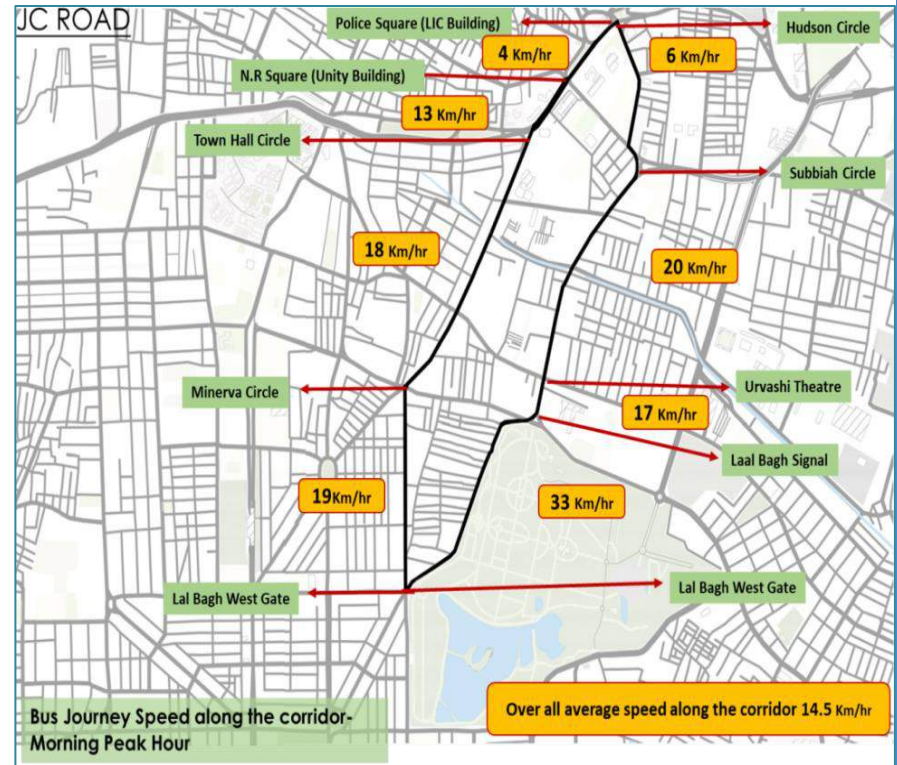 JC ROAD
Police Square (LIC Building)
Hudson Circle
4 Km/hr
6 Km/hr
N.R Square (Unity Building)
13 Km/hr
Town Hall Circle
Subbiah Circle
18 Km/hr
20 Km/hr
Minerva Circle
Urvashi Theatre
17 Km/hr
Laal Bagh Signal
19Km/hr
33 Km/hr
Lal Bagh West Gate
Lal Bagh West Gate
Bus Journey Speed along the corridor-
Morning Peak Hour
Over all average speed along the corridor 14.5 Km/hr